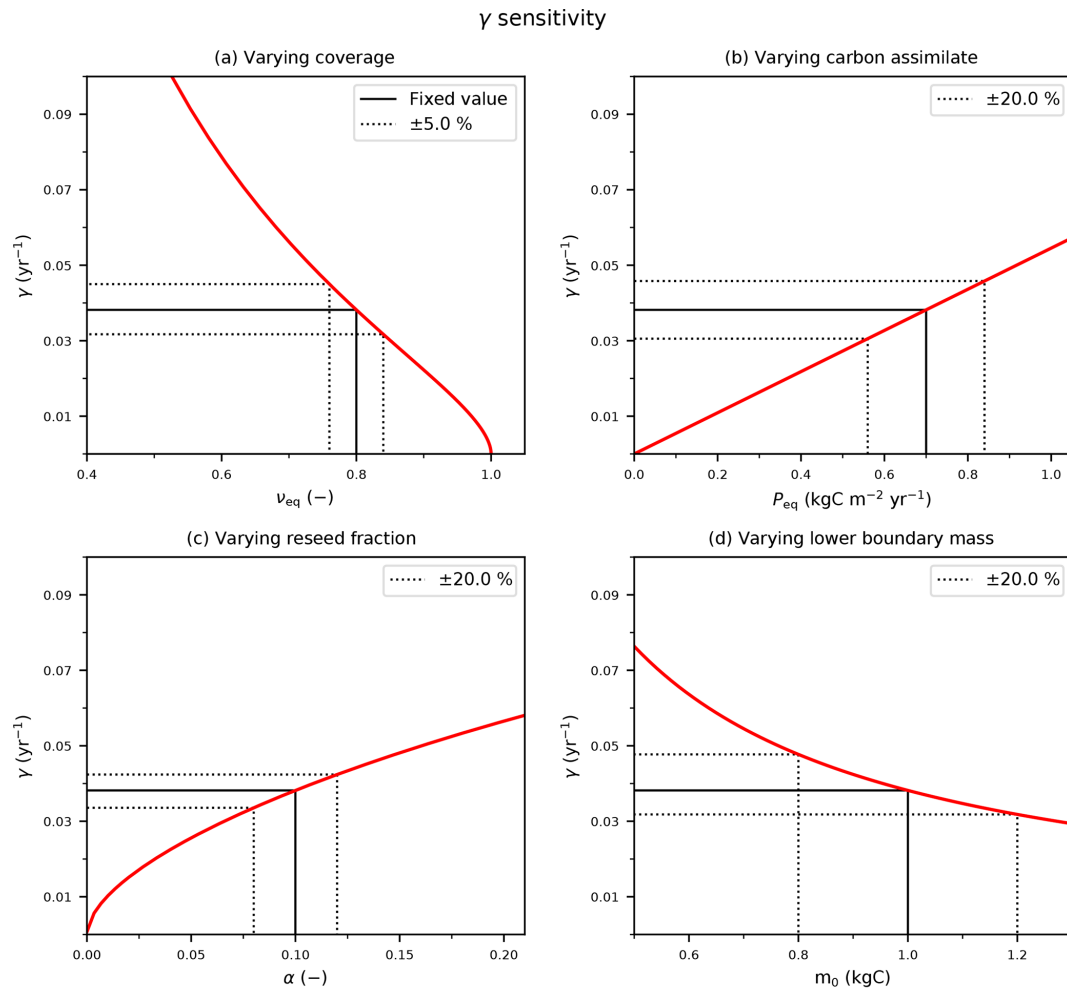 γ sensitivity
(a) Varying coverage
γ (yr⁻¹)
0.09
0.07
0.05
0.03
0.01
Fixed value
±5.0 %
0.4 0.6 0.8 1.0
ν_eq (−)
(b) Varying carbon assimilate
γ (yr⁻¹)
0.09
0.07
0.05
0.03
0.01
±20.0 %
0.0 0.2 0.4 0.6 0.8 1.0
P_eq (kgC m⁻² yr⁻¹)
(c) Varying reseed fraction
γ (yr⁻¹)
0.09
0.07
0.05
0.03
0.01
±20.0 %
0.00 0.05 0.10 0.15 0.20
α (−)
(d) Varying lower boundary mass
γ (yr⁻¹)
0.09
0.07
0.05
0.03
0.01
±20.0 %
0.6 0.8 1.0 1.2
m₀ (kgC)